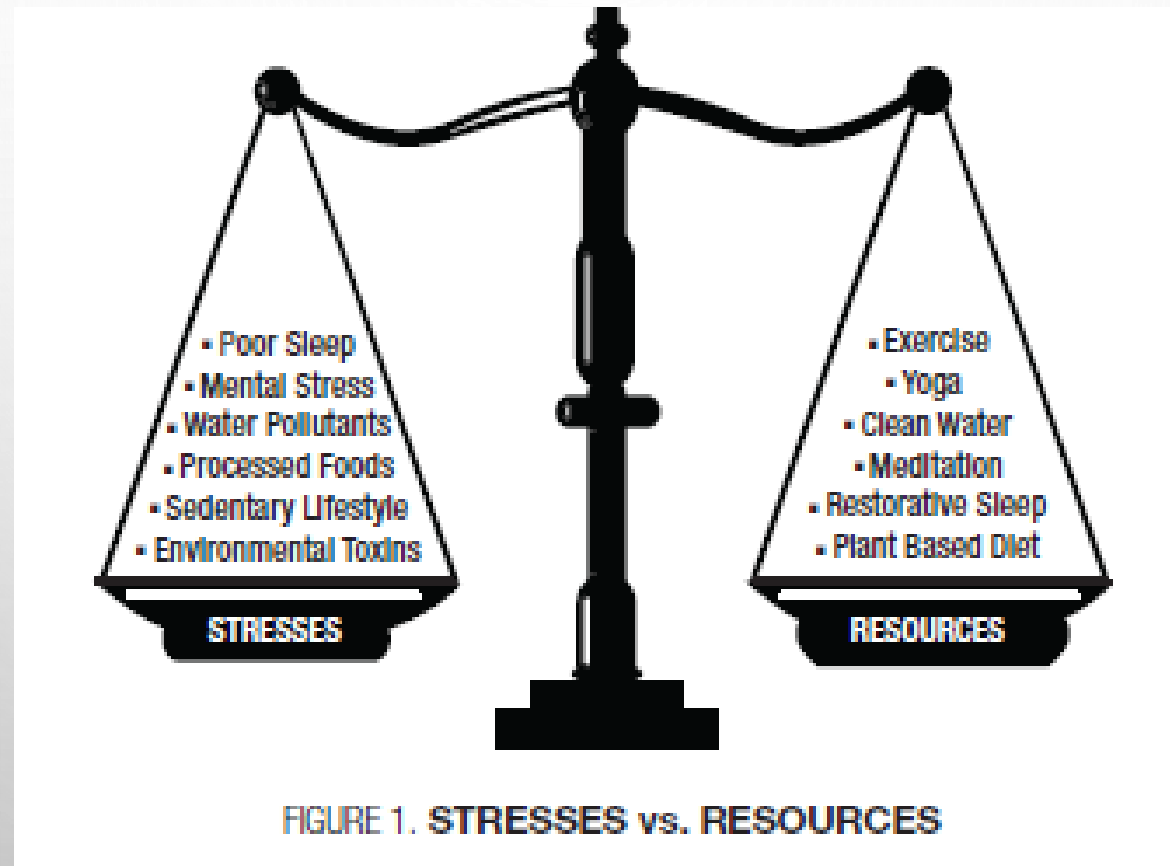 ▪ Poor Sleep
▪ Mental Stress
▪ Water Pollutants
▪ Processed Foods
▪ Sedentary Lifestyle
▪ Environmental Toxins
STRESSES
▪ Exercise
▪ Yoga
▪ Clean Water
▪ Meditation
▪ Restorative Sleep
▪ Plant Based Diet
RESOURCES
FIGURE 1. STRESSES vs. RESOURCES